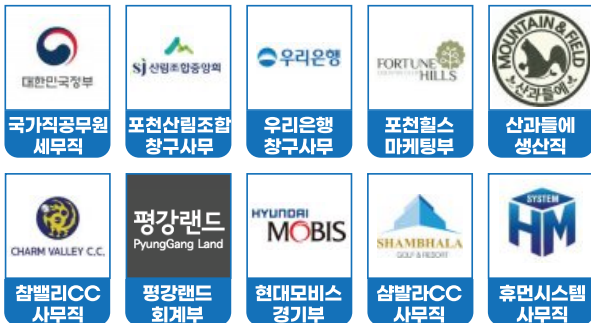 대한민국정부
국가직공무원
세무직
sj 산림조합중앙회
포천산림조합
창구사무
우리은행
우리은행
창구사무
FORTUNE
HILLS
포천힐스
마케팅부
MOUNTAIN & FIELD
산과들에
산과들에
생산직
CHARM VALLEY C.C.
참밸리CC
사무직
평강랜드
PyungGang Land
평강랜드
회계부
HYUNDAI
MOBIS
현대모비스
경기부
SHAMBHALA
GOLF & RESORT
샴발라CC
사무직
SYSTEM
HM
휴먼시스템
사무직